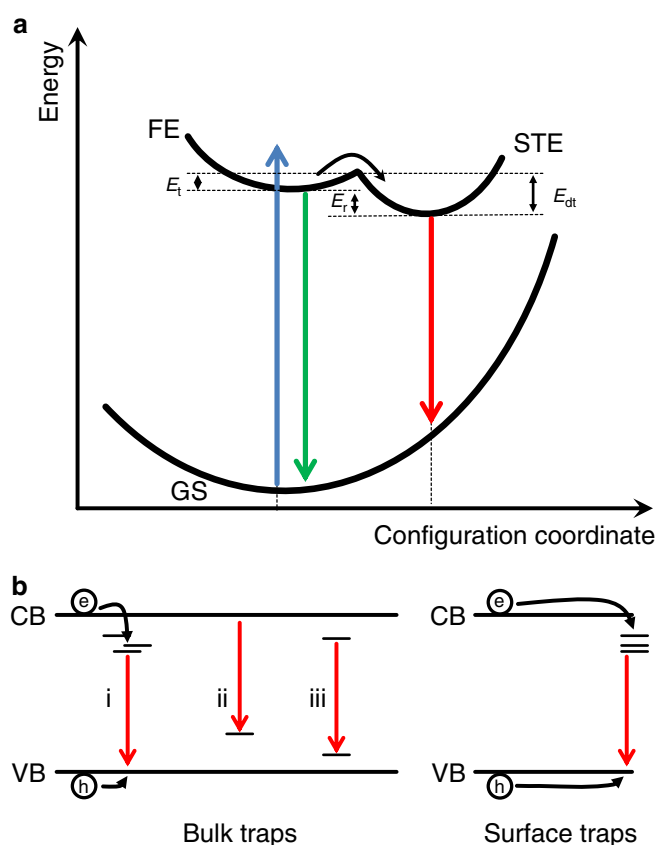 a
Energy
FE
STE
Et
Er
Edt
GS
Configuration coordinate
b
e
e
CB
CB
i
ii
iii
VB
VB
h
h
Bulk traps
Surface traps